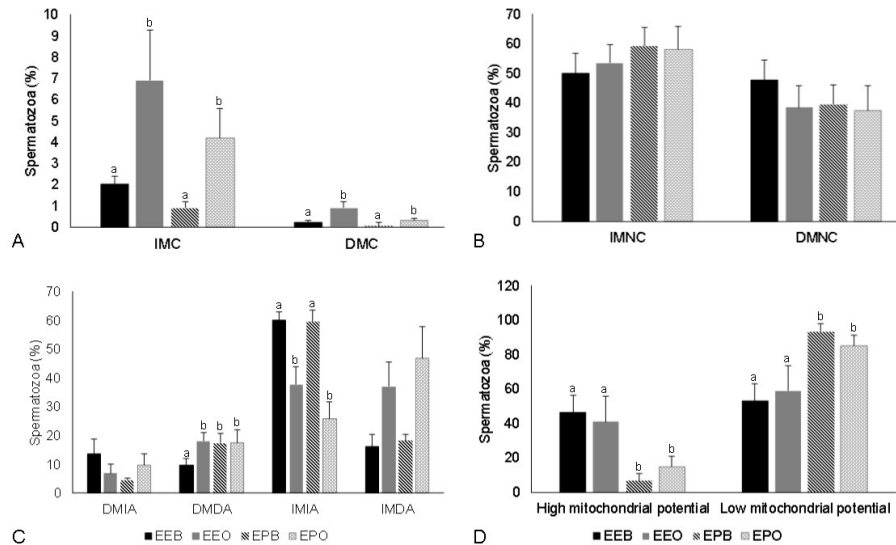 10
9
8
7
6
5
4
3
2
1
0
Spermatozoa (%)
a
b
a
b
a
b
a
b
IMC
DMC
A
70
60
50
40
30
20
10
0
Spermatozoa (%)
IMNC
DMNC
B
70
60
50
40
30
20
10
0
Spermatozoa (%)
a
b
b
b
a
b
a
b
DMIA
DMDA
IMIA
IMDA
C
EEB EEO EPB EPO
120
100
80
60
40
20
0
Spermatozoa (%)
a
a
b
b
a
a
b
b
High mitochondrial potential
Low mitochondrial potential
D
EEB EEO EPB EPO